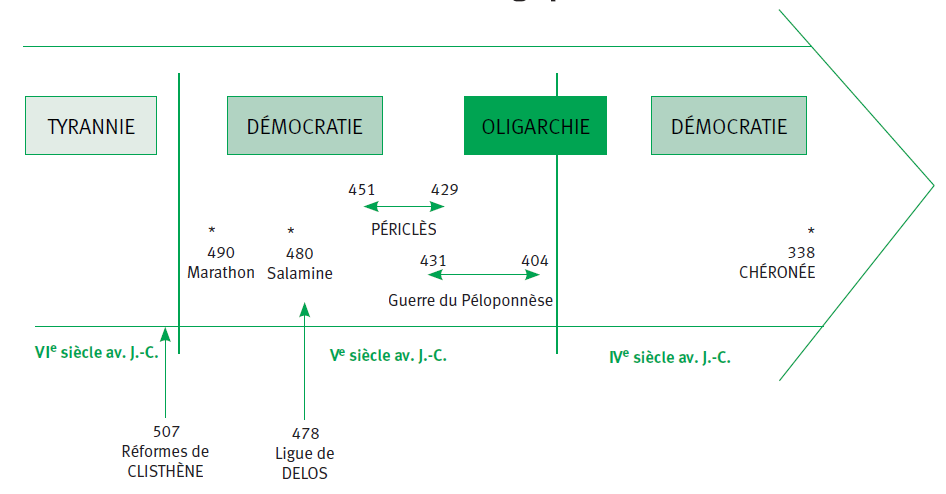 TYRANNIE
DÉMOCRATIE
OLIGARCHIE
DÉMOCRATIE
451
429
PÉRICLÈS
*
490
Marathon
*
480
Salamine
431
404
Guerre du Péloponnèse
*
338
CHÉRONÉE
VIe siècle av. J.-C.
Ve siècle av. J.-C.
IVe siècle av. J.-C.
507
Réformes de
CLISTHÈNE
478
Ligue de
DELOS